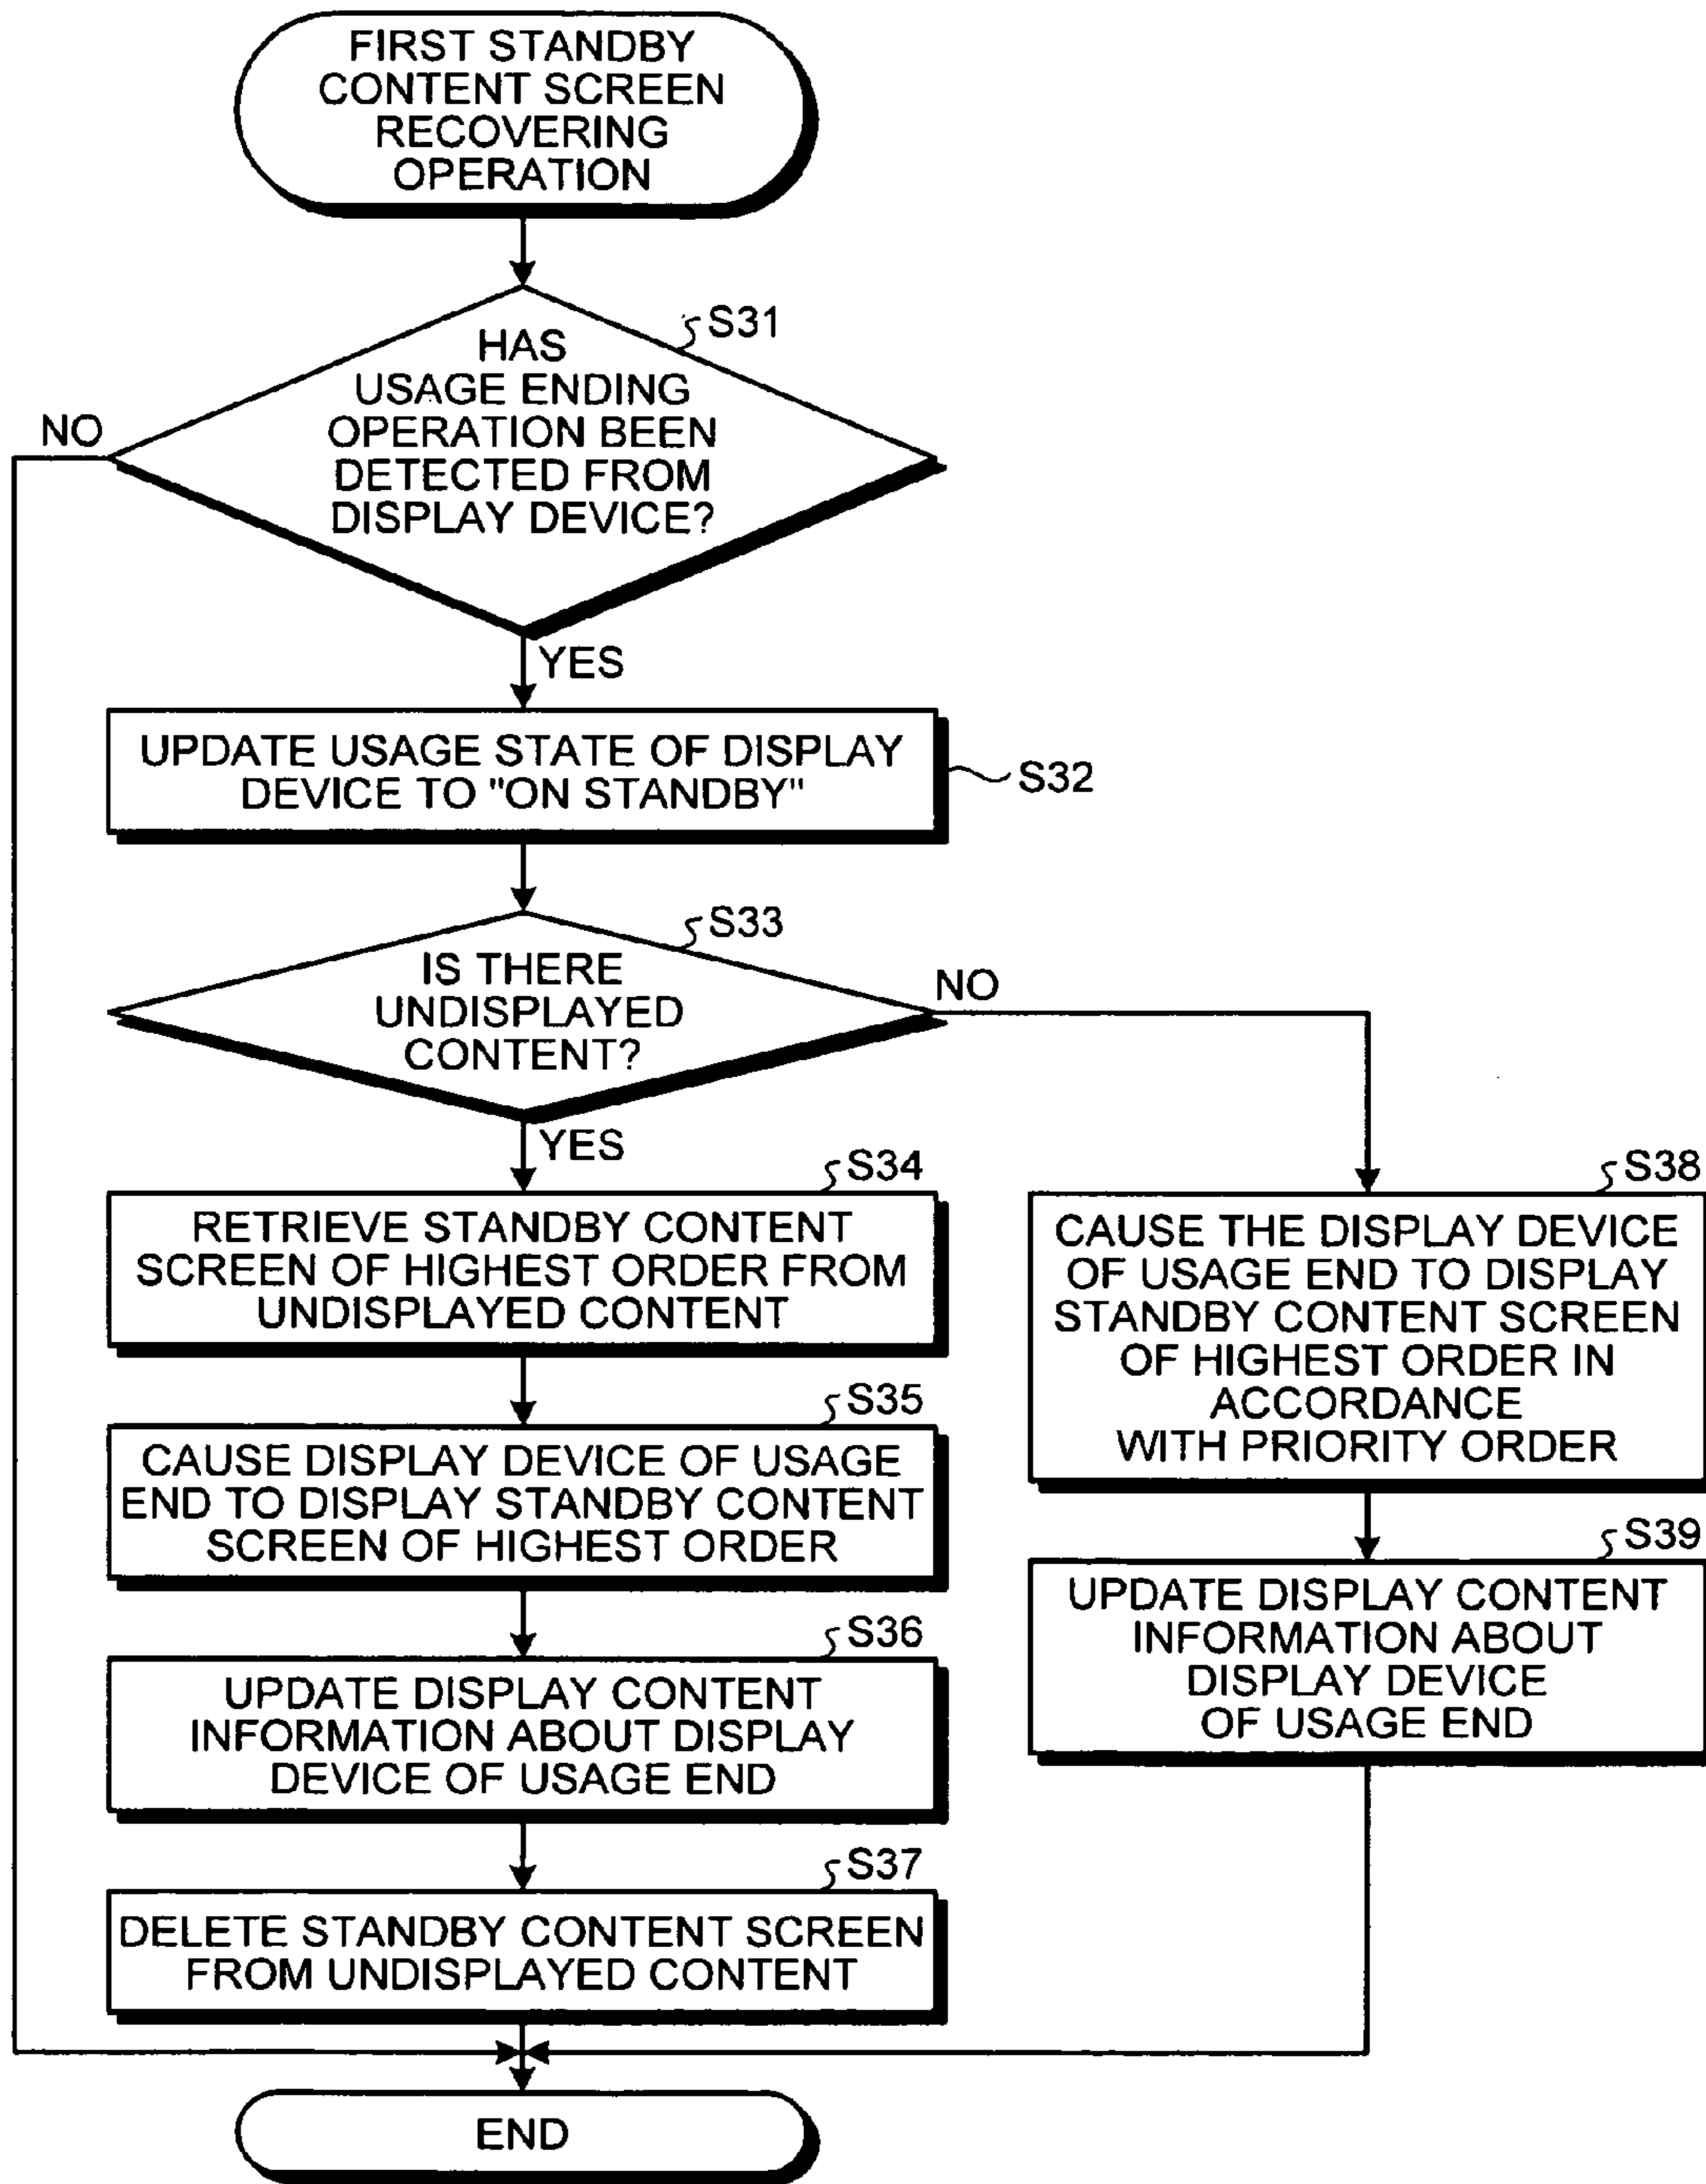 FIRST STANDBY
CONTENT SCREEN
RECOVERING
OPERATION
S31
HAS
USAGE ENDING
OPERATION BEEN
DETECTED FROM
DISPLAY DEVICE?
NO
YES
UPDATE USAGE STATE OF DISPLAY
DEVICE TO "ON STANDBY"
S32
S33
IS THERE
UNDISPLAYED
CONTENT?
NO
YES
S34
RETRIEVE STANDBY CONTENT
SCREEN OF HIGHEST ORDER FROM
UNDISPLAYED CONTENT
S35
CAUSE DISPLAY DEVICE OF USAGE
END TO DISPLAY STANDBY CONTENT
SCREEN OF HIGHEST ORDER
S36
UPDATE DISPLAY CONTENT
INFORMATION ABOUT DISPLAY
DEVICE OF USAGE END
S37
DELETE STANDBY CONTENT SCREEN
FROM UNDISPLAYED CONTENT
S38
CAUSE THE DISPLAY DEVICE
OF USAGE END TO DISPLAY
STANDBY CONTENT SCREEN
OF HIGHEST ORDER IN
ACCORDANCE
WITH PRIORITY ORDER
S39
UPDATE DISPLAY CONTENT
INFORMATION ABOUT
DISPLAY DEVICE
OF USAGE END
END